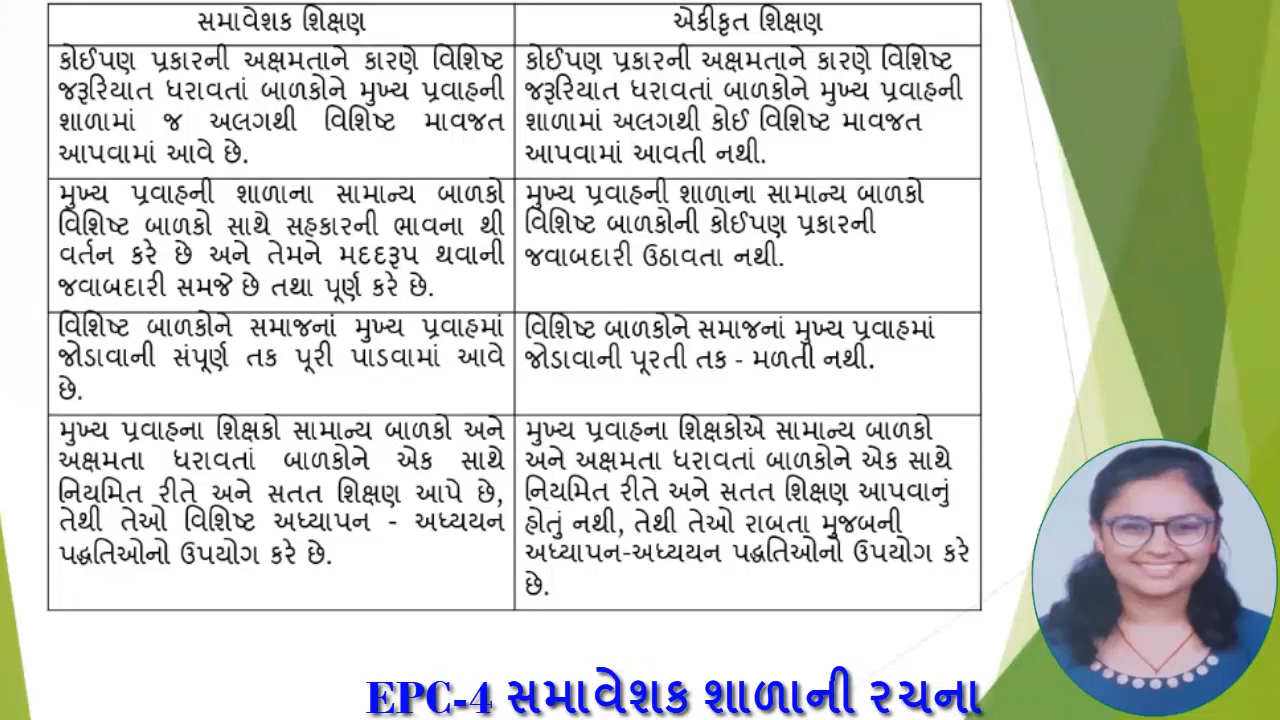 સમાવેશક શિક્ષણ
એકીકૃત શિક્ષણ
કોઈપણ પ્રકારની અક્ષમતાને કારણે વિશિષ્ટ
જરૂરિયાત ધરાવતાં બાળકોને મુખ્ય પ્રવાહની
શાળામાં જ અલગથી વિશિષ્ટ માવજત
આપવામાં આવે છે.
કોઈપણ પ્રકારની અક્ષમતાને કારણે વિશિષ્ટ
જરૂરિયાત ધરાવતાં બાળકોને મુખ્ય પ્રવાહની
શાળામાં અલગથી કોઈ વિશિષ્ટ માવજત
આપવામાં આવતી નથી.
મુખ્ય પ્રવાહની શાળાના સામાન્ય બાળકો
વિશિષ્ટ બાળકો સાથે સહકારની ભાવના થી
વર્તન કરે છે અને તેમને મદદરૂપ થવાની
જવાબદારી સમજે છે તથા પૂર્ણ કરે છે.
મુખ્ય પ્રવાહની શાળાના સામાન્ય બાળકો
વિશિષ્ટ બાળકોની કોઈપણ પ્રકારની
જવાબદારી ઉઠાવતા નથી.
વિશિષ્ટ બાળકોને સમાજનાં મુખ્ય પ્રવાહમાં
જોડાવાની સંપૂર્ણ તક પૂરી પાડવામાં આવે
છે.
વિશિષ્ટ બાળકોને સમાજનાં મુખ્ય પ્રવાહમાં
જોડાવાની પૂરતી તક - મળતી નથી.
મુખ્ય પ્રવાહના શિક્ષકો સામાન્ય બાળકો અને
અક્ષમતા ધરાવતાં બાળકોને એક સાથે
નિયમિત રીતે અને સતત શિક્ષણ આપે છે,
તેથી તેઓ વિશિષ્ટ અધ્યાપન - અધ્યયન
પદ્ધતિઓનો ઉપયોગ કરે છે.
મુખ્ય પ્રવાહના શિક્ષકોએ સામાન્ય બાળકો
અને અક્ષમતા ધરાવતાં બાળકોને એક સાથે
નિયમિત રીતે અને સતત શિક્ષણ આપવાનું
હોતું નથી, તેથી તેઓ રાબતા મુજબની
અધ્યાપન-અધ્યયન પદ્ધતિઓનો ઉપયોગ કરે
છે.
EPC-4 સમાવેશક શાળાની રચના